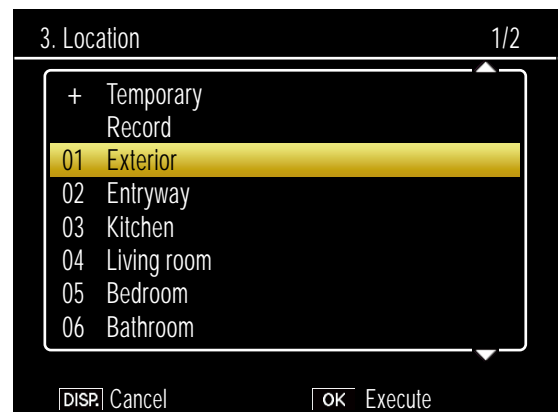 3. Location 1/2
+ Temporary
Record
01 Exterior
02 Entryway
03 Kitchen
04 Living room
05 Bedroom
06 Bathroom
DISP. Cancel OK Execute